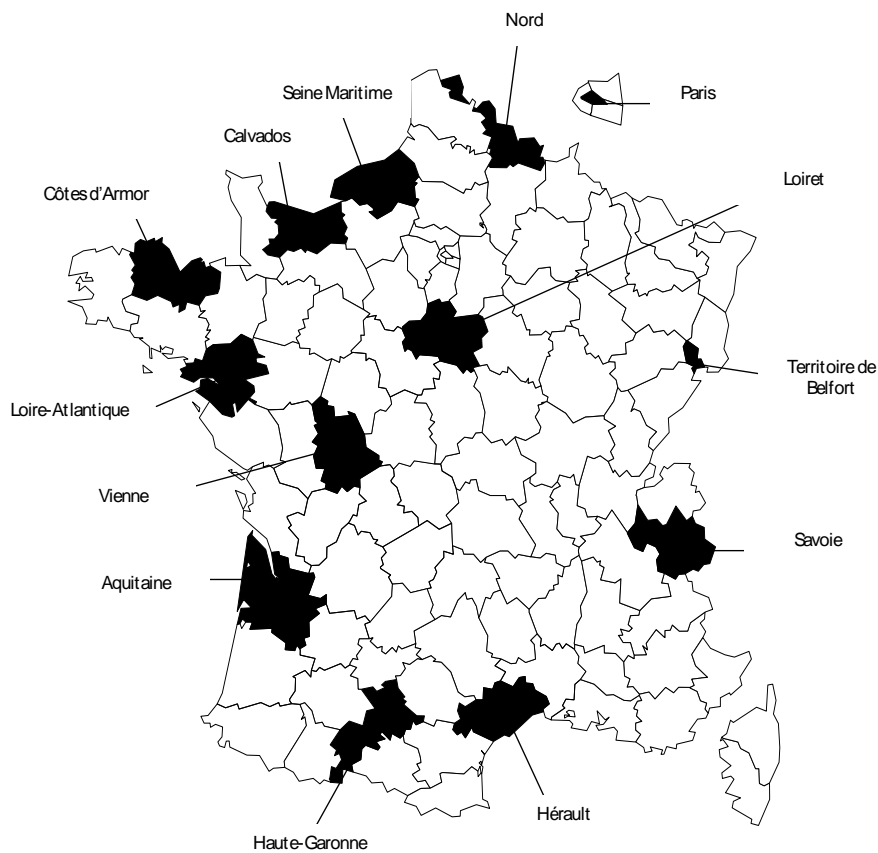 Nord
Seine Maritime
Paris
Calvados
Loiret
Côtes d'Armor
Territoire de
Belfort
Loire-Atlantique
Vienne
Savoie
Aquitaine
Hérault
Haute-Garonne